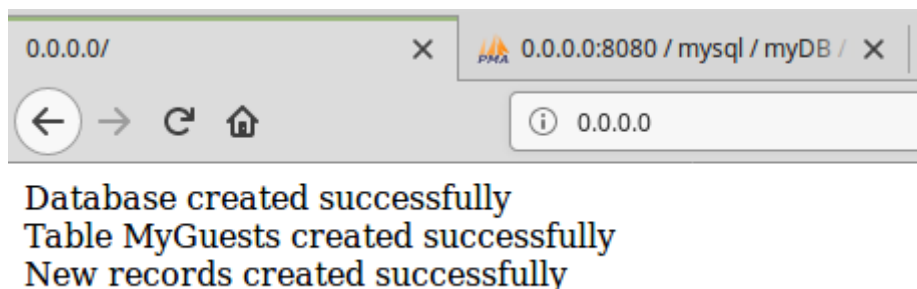 0.0.0.0/
PMA 0.0.0.0:8080 / mysql / myDB /
0.0.0.0
Database created successfully
Table MyGuests created successfully
New records created successfully